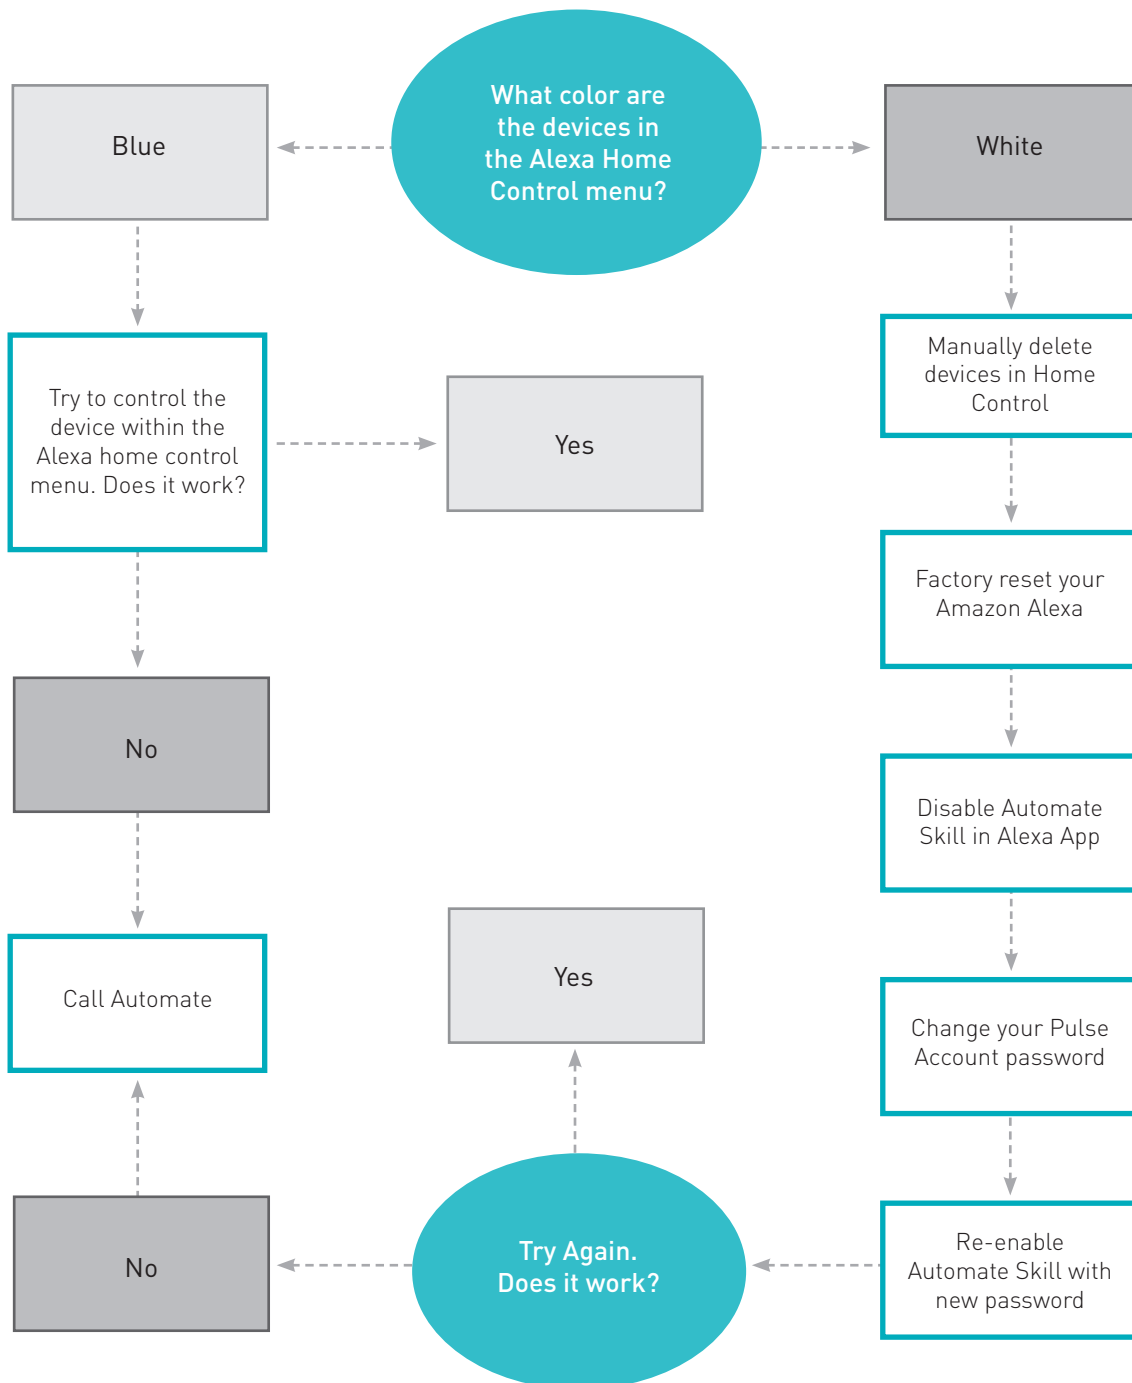 What color are
the devices in
the Alexa Home
Control menu?
Blue
White
Try to control the
device within the
Alexa home control
menu. Does it work?
Yes
Manually delete
devices in Home
Control
Factory reset your
Amazon Alexa
No
Disable Automate
Skill in Alexa App
Call Automate
Yes
Change your Pulse
Account password
No
Try Again.
Does it work?
Re-enable
Automate Skill with
new password